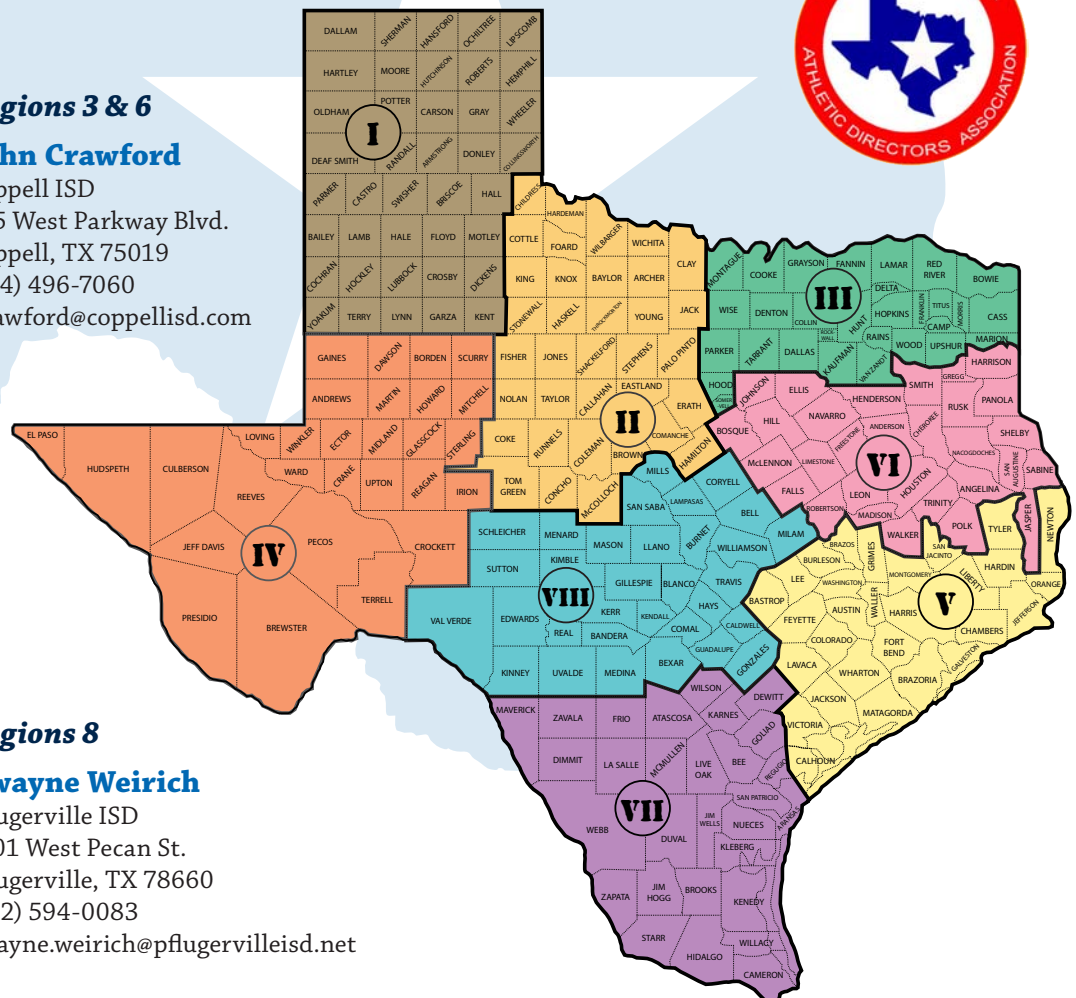 gions 3 & 6
hn Crawford
ppell ISD
5 West Parkway Blvd.
ppell, TX 75019
4) 496-7060
awford@coppellisd.com
gions 8
wayne Weirich
ugerville ISD
01 West Pecan St.
ugerville, TX 78660
2) 594-0083
ayne.weirich@pflugervilleisd.net
ATHLETIC DIRECTORS ASSOCIATION
I
DALLAM SHERMAN HANSFORD OCHILTREE LIPSCOMB
HARTLEY MOORE HUTCHINSON ROBERTS HEMPHILL
OLDHAM POTTER CARSON GRAY WHEELER
DEAF SMITH RANDALL ARMSTRONG DONLEY COLLINGSWORTH
PARMER CASTRO SWISHER BRISCOE HALL
BAILEY LAMB HALE FLOYD MOTLEY
COCHRAN HOCKLEY LUBBOCK CROSBY DICKENS
YOAKUM TERRY LYNN GARZA KENT
II
CHILDRESS
COTTLE HARDEMAN FOARD WILBARGER WICHITA CLAY
KING KNOX BAYLOR ARCHER
STONEWALL HASKELL THROCKMORTON YOUNG JACK
FISHER JONES SHACKELFORD STEPHENS PALO PINTO
NOLAN TAYLOR CALLAHAN EASTLAND ERATH
COKE RUNNELS COLEMAN BROWN COMANCHE HAMILTON
TOM GREEN CONCHO McCOLLOCH
III
MONTAGUE COOKE GRAYSON FANNIN LAMAR RED RIVER BOWIE
WISE DENTON COLLIN HUNT DELTA HOPKINS FRANKLIN TITUS MORRIS CASS
CAMP
PARKER TARRANT DALLAS ROCK WALL KAUFMAN RAINS VAN ZANDT WOOD UPSHUR MARION
HOOD SOMERVELL
IV
GAINES DAWSON BORDEN SCURRY
ANDREWS MARTIN HOWARD MITCHELL
EL PASO HUDSPETH CULBERSON LOVING WINKLER ECTOR MIDLAND GLASSCOCK STERLING
REEVES WARD CRANE UPTON REAGAN IRION
JEFF DAVIS PECOS CROCKETT
PRESIDIO BREWSTER TERRELL
VI
JOHNSON ELLIS HENDERSON SMITH GREGG HARRISON
BOSQUE HILL NAVARRO ANDERSON CHEROKEE RUSK PANOLA
McLENNON LIMESTONE FREESTONE NACOGDOCHES SHELBY
FALLS LEON HOUSTON ANGELINA SAN AUGUSTINE SABINE
ROBERTSON MADISON TRINITY
WALKER POLK JASPER
VIII
MILLS CORYELL
SAN SABA LAMPASAS BELL
SCHLEICHER MENARD MASON LLANO BURNET WILLIAMSON MILAM
SUTTON KIMBLE GILLESPIE BLANCO TRAVIS
VAL VERDE EDWARDS KERR KENDALL HAYS CALDWELL
REAL BANDERA COMAL GUADALUPE
KINNEY UVALDE MEDINA BEXAR GONZALES
V
TYLER NEWTON
BRAZOS GRIMES SAN JACINTO HARDIN
BURLESON LEE WASHINGTON MONTGOMERY LIBERTY ORANGE
BASTROP FEYETTE AUSTIN WALLER HARRIS CHAMBERS JEFFERSON
COLORADO FORT BEND GALVESTON
LAVACA WHARTON BRAZORIA
JACKSON MATAGORDA
VICTORIA
CALHOUN
VII
WILSON DEWITT
MAVERICK ZAVALA FRIO ATASCOSA KARNES GOLIAD
DIMMIT LA SALLE MCMULLEN LIVE OAK BEE REGUGIO
SAN PATRICIO ARANSAS
WEBB DUVAL JIM WELLS NUECES
KLEBERG
ZAPATA JIM HOGG BROOKS KENEDY
STARR HIDALGO WILLACY
CAMERON